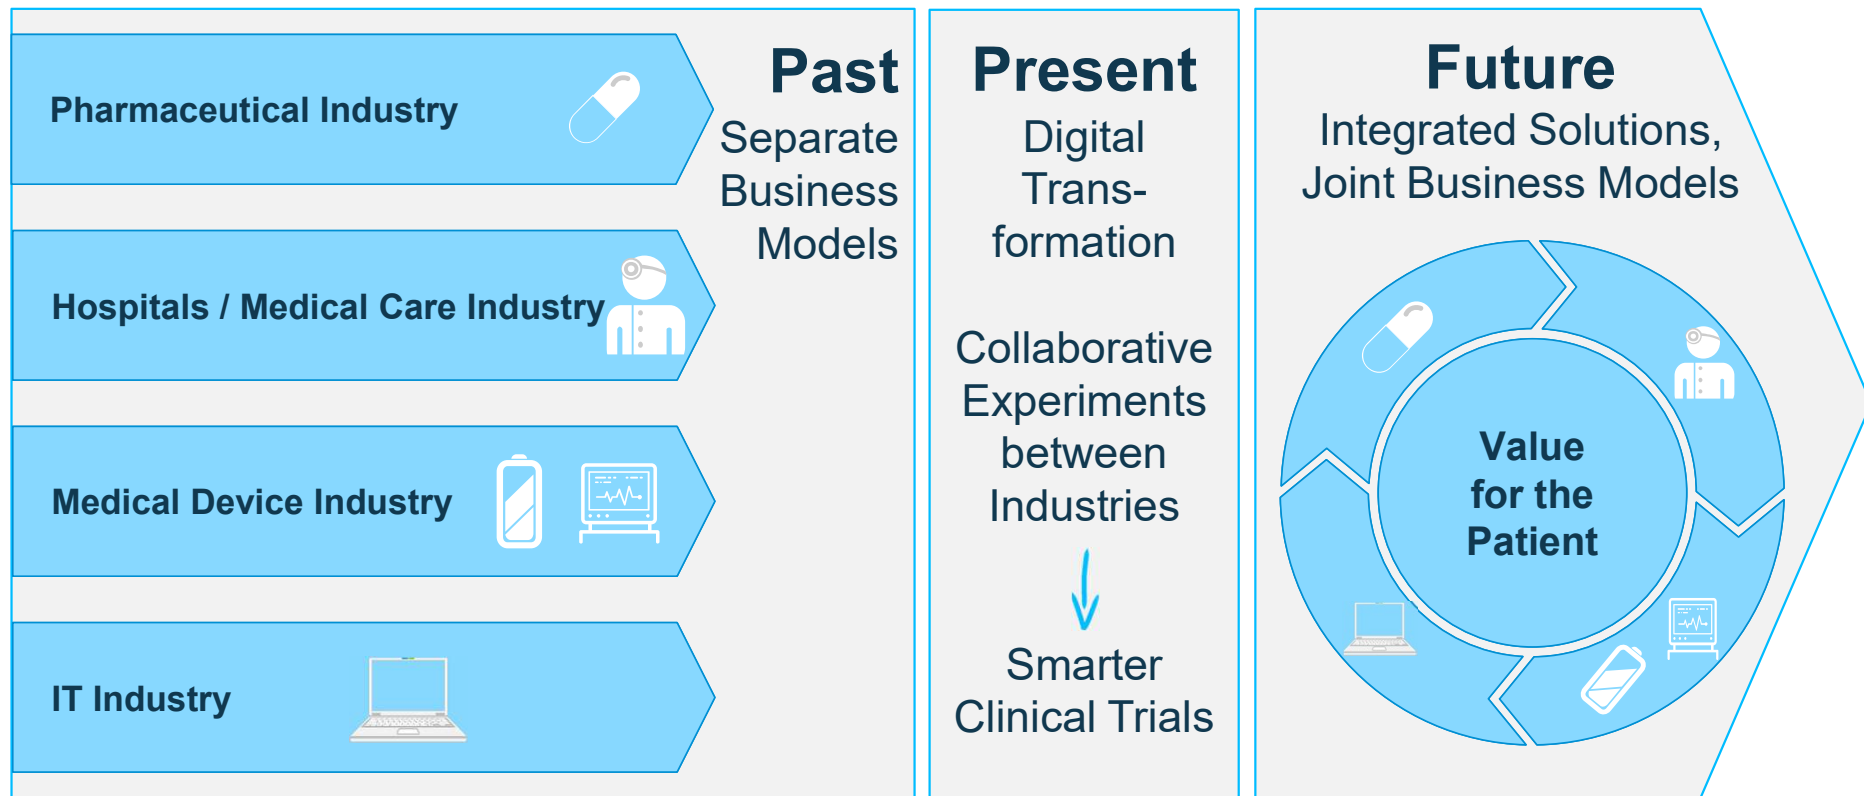 Pharmaceutical Industry
Hospitals / Medical Care Industry
Medical Device Industry
IT Industry
Past
Separate
Business
Models
Present
Digital
Trans-
formation
Collaborative
Experiments
between
Industries
Smarter
Clinical Trials
Future
Integrated Solutions,
Joint Business Models
Value
for the
Patient